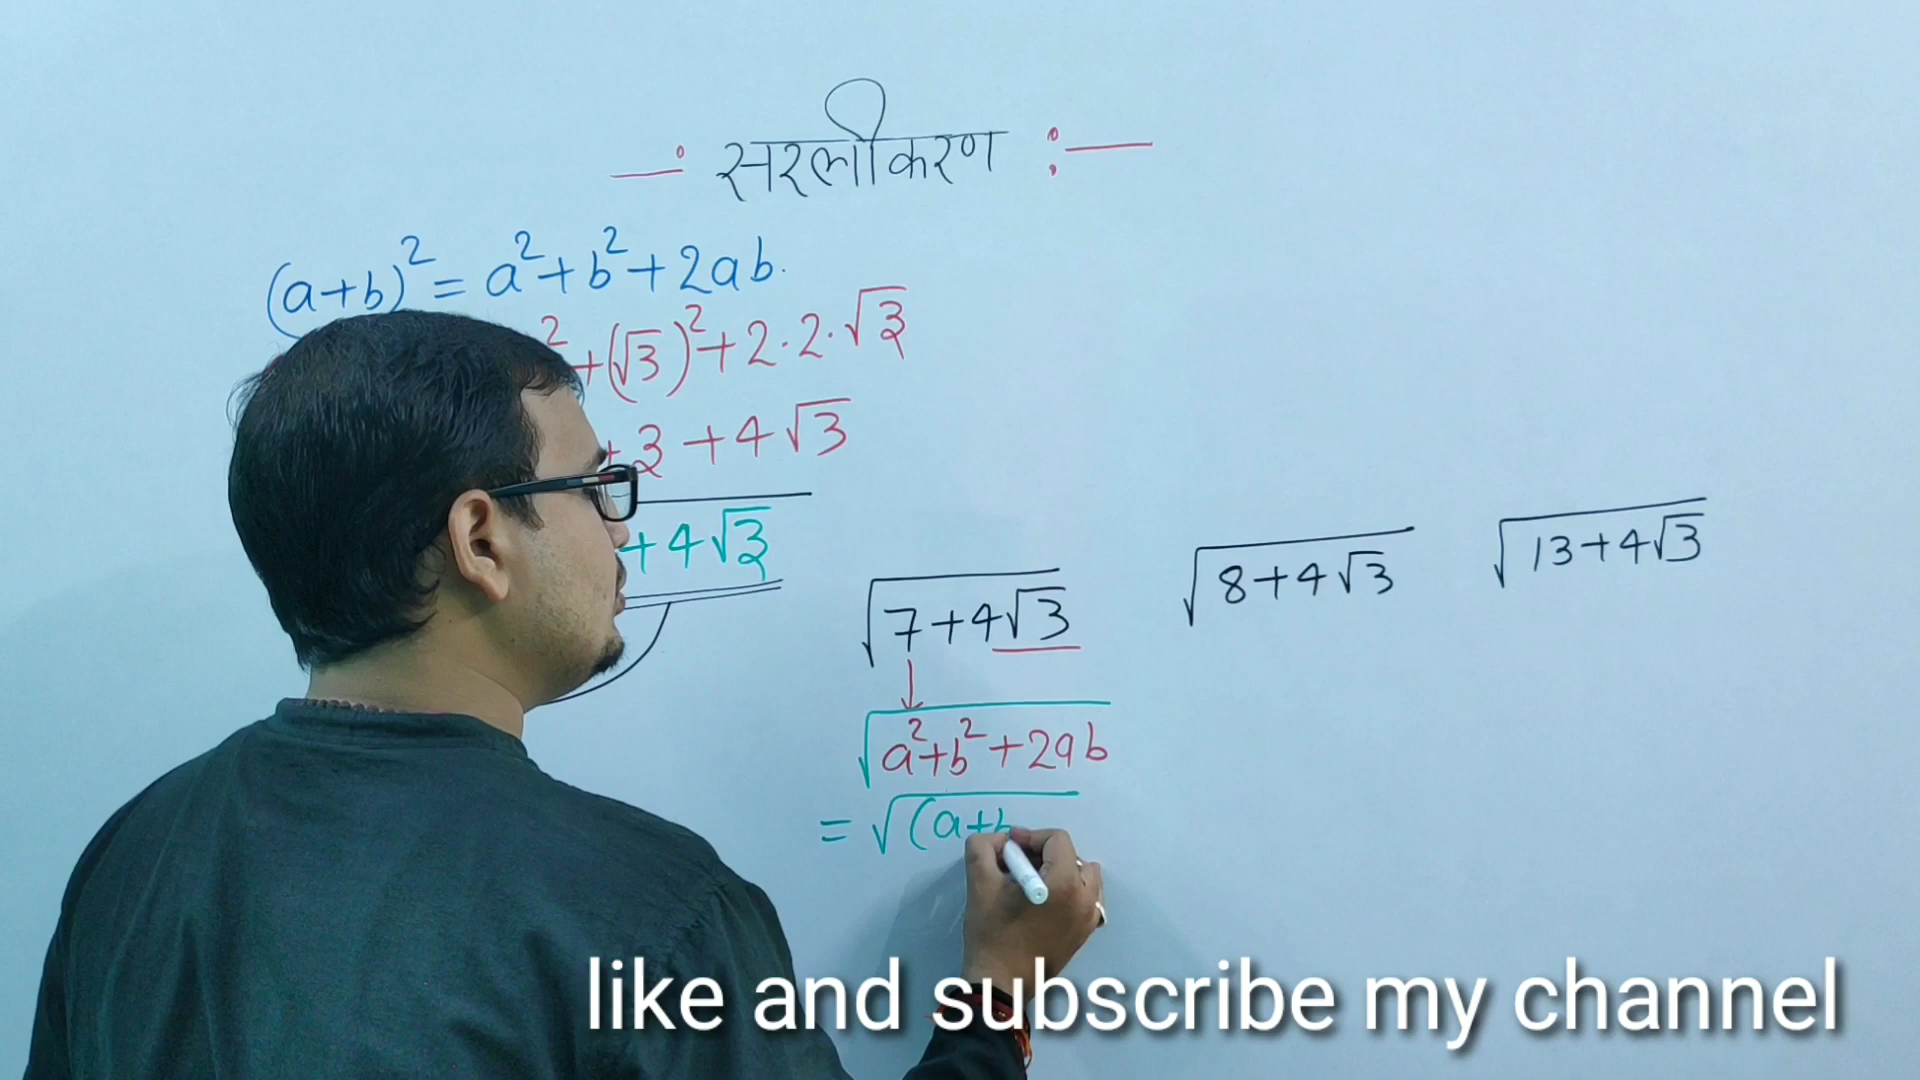 —: सरलीकरण :—
(a+b)² = a²+b²+2ab.
²+(√3)²+2·2·√3
+3+4√3
+4√3
√(7+4√3)
√(8+4√3)
√(13+4√3)
√(a²+b²+2ab)
= √(a+b
like and subscribe my channel